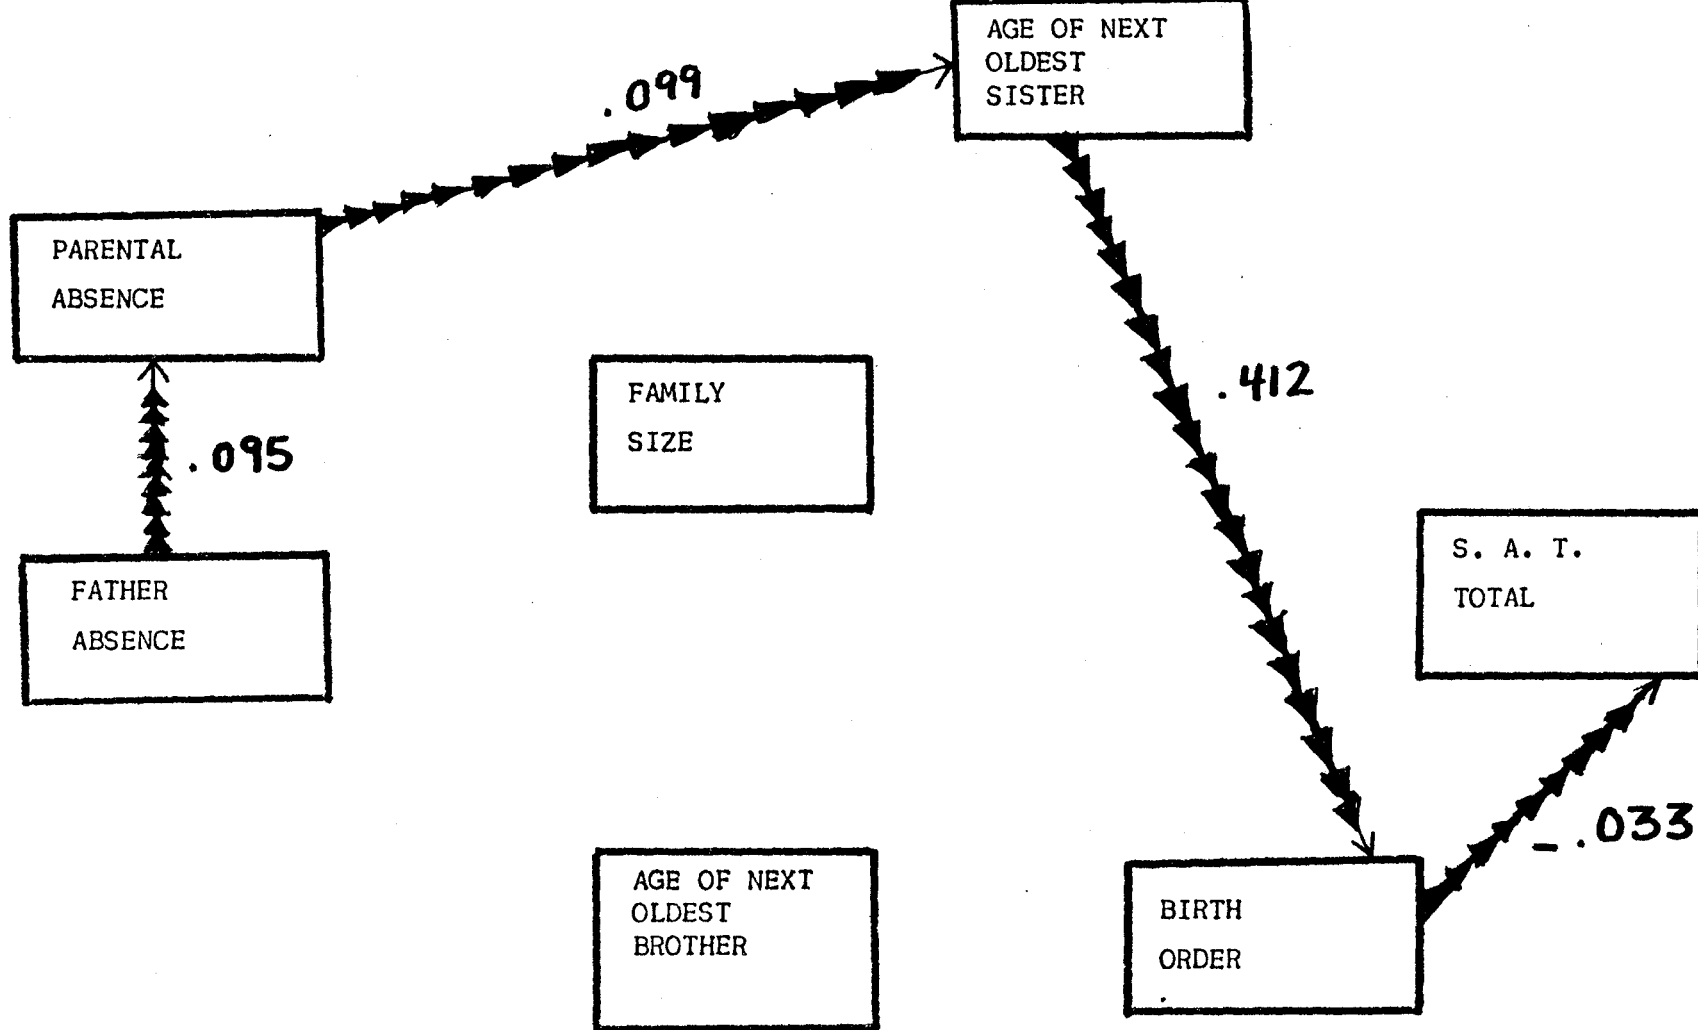 AGE OF NEXT
OLDEST
SISTER
.099
PARENTAL
ABSENCE
FAMILY
SIZE
.412
.095
S. A. T.
TOTAL
FATHER
ABSENCE
-.033
AGE OF NEXT
OLDEST
BROTHER
BIRTH
ORDER